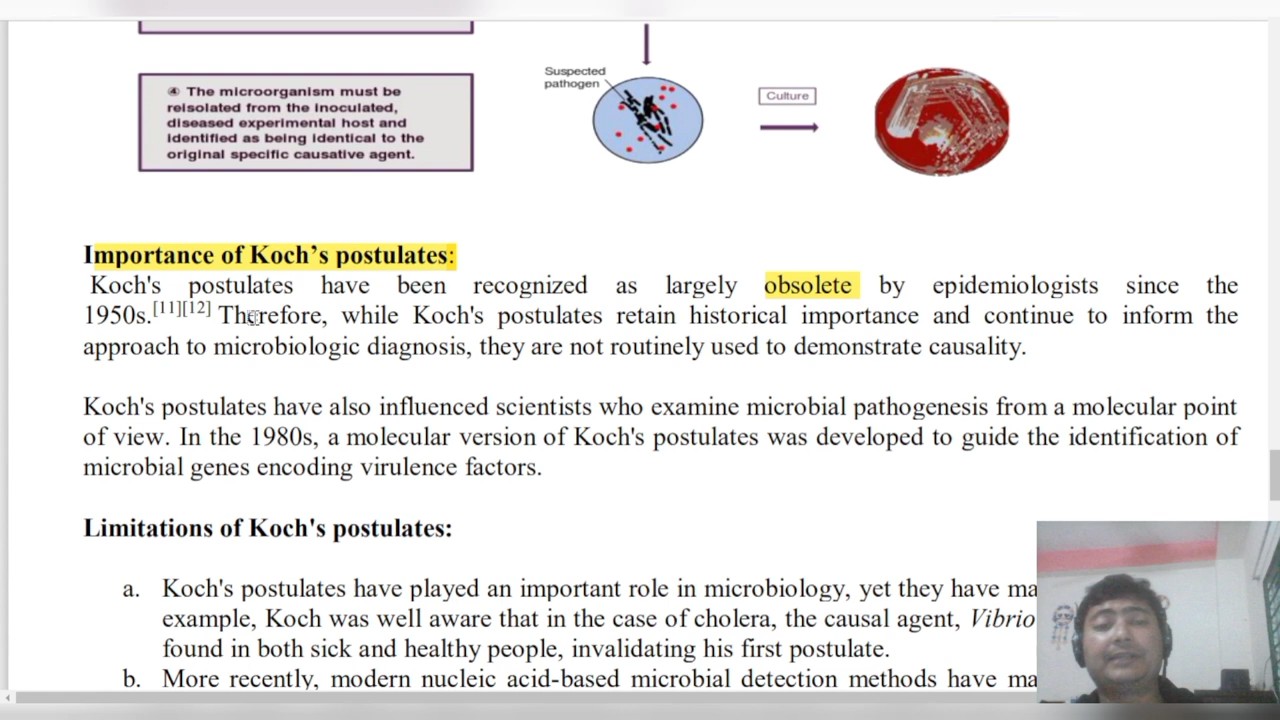 ④ The microorganism must be
reisolated from the inoculated,
diseased experimental host and
identified as being identical to the
original specific causative agent.
Suspected
pathogen
Culture
Importance of Koch’s postulates:
Koch's postulates have been recognized as largely obsolete by epidemiologists since the
1950s.[11][12] Therefore, while Koch's postulates retain historical importance and continue to inform the
approach to microbiologic diagnosis, they are not routinely used to demonstrate causality.
Koch's postulates have also influenced scientists who examine microbial pathogenesis from a molecular point
of view. In the 1980s, a molecular version of Koch's postulates was developed to guide the identification of
microbial genes encoding virulence factors.
Limitations of Koch's postulates:
a. Koch's postulates have played an important role in microbiology, yet they have ma
example, Koch was well aware that in the case of cholera, the causal agent, Vibrio
found in both sick and healthy people, invalidating his first postulate.
b. More recently, modern nucleic acid-based microbial detection methods have ma